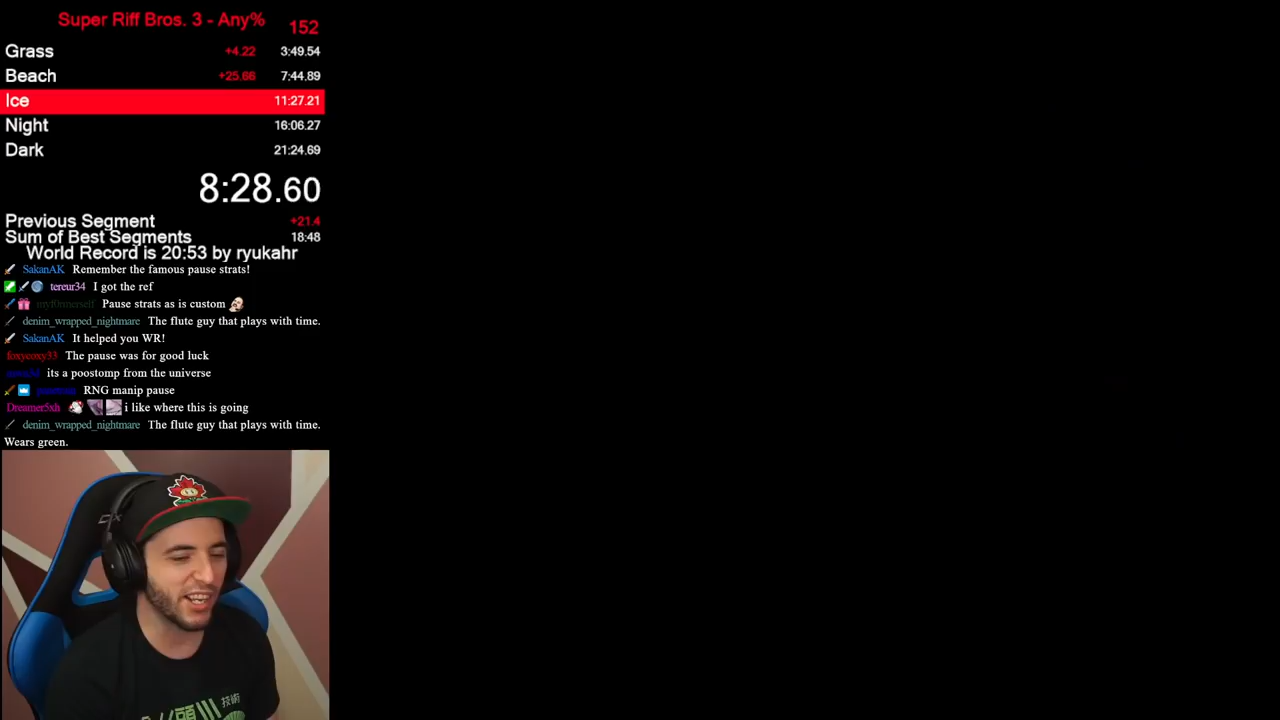 Super Riff Bros. 3 - Any%
152
Grass +4.22 3:49.54
Beach +25.68 7:44.89
Ice 11:27.21
Night 16:06.27
Dark 21:24.69
8:28.60
Previous Segment +21.4
Sum of Best Segments 18:48
World Record is 20:53 by ryukahr
SakanAK Remember the famous pause strats!
tereur34 I got the ref
Pause strats as is custom
denim_wrapped_nightmare The flute guy that plays with time.
SakanAK It helped you WR!
foxycoxy33 The pause was for good luck
its a poostomp from the universe
RNG manip pause
Dreamer5xh i like where this is going
denim_wrapped_nightmare The flute guy that plays with time.
Wears green.
技術
頭